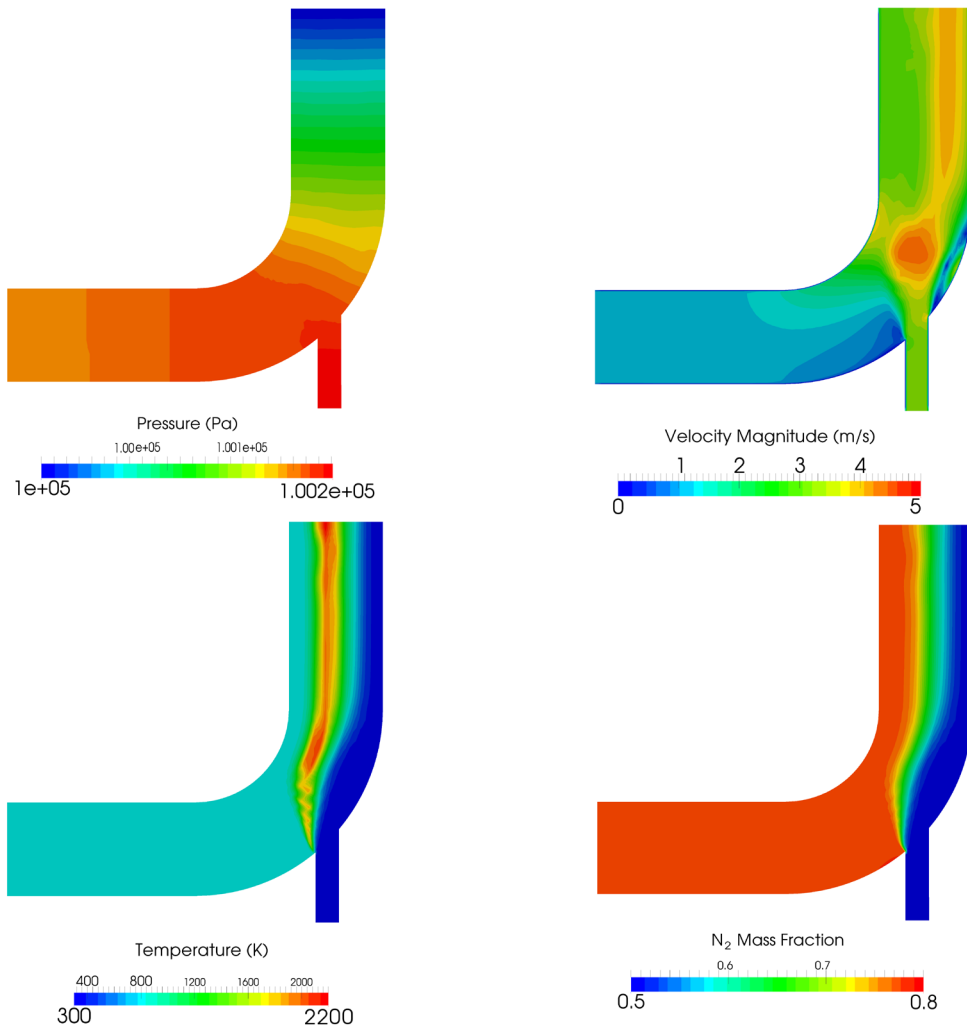 Pressure (Pa)
1.00e+05 1.001e+05
1e+05 1.002e+05
Velocity Magnitude (m/s)
1 2 3 4
0 5
Temperature (K)
400 800 1200 1600 2000
300 2200
N₂ Mass Fraction
0.6 0.7
0.5 0.8